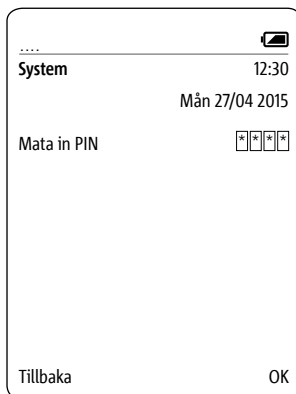 ....
System 12:30
Mån 27/04 2015
Mata in PIN ****
Tillbaka OK